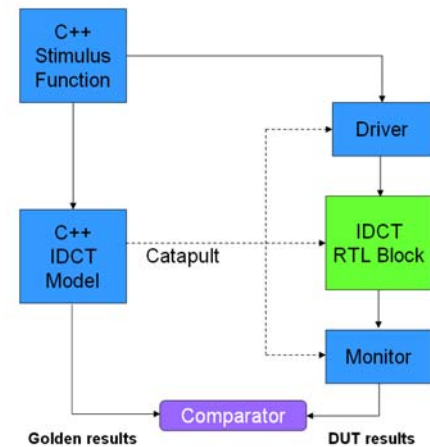 C++
Stimulus
Function
Driver
C++
IDCT
Model
Catapult
IDCT
RTL Block
Monitor
Comparator
Golden results
DUT results